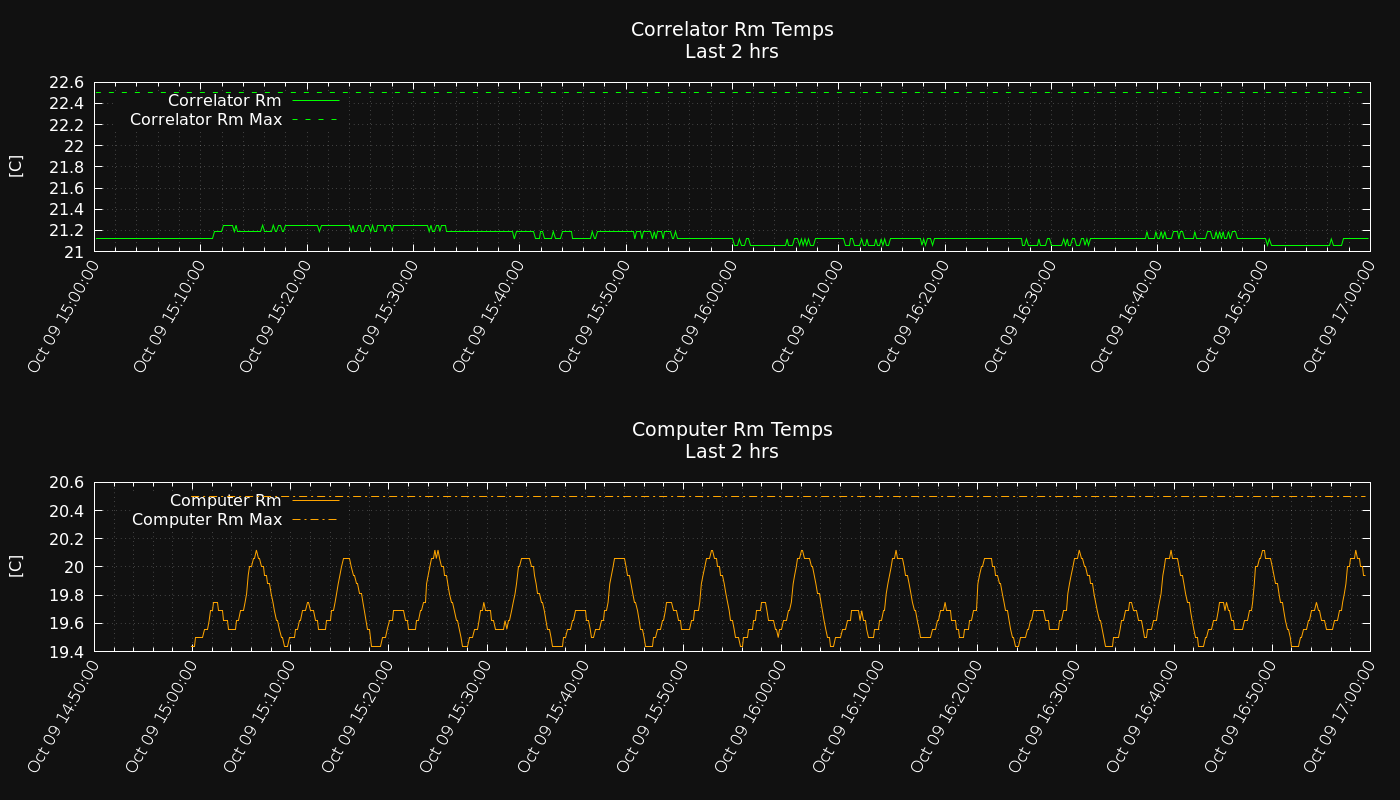 Correlator Rm Temps
Last 2 hrs
22.6
22.4
22.2
22
21.8
21.6
21.4
21.2
21
[C]
Correlator Rm
Correlator Rm Max
Oct 09 15:00:00
Oct 09 15:10:00
Oct 09 15:20:00
Oct 09 15:30:00
Oct 09 15:40:00
Oct 09 15:50:00
Oct 09 16:00:00
Oct 09 16:10:00
Oct 09 16:20:00
Oct 09 16:30:00
Oct 09 16:40:00
Oct 09 16:50:00
Oct 09 17:00:00
Computer Rm Temps
Last 2 hrs
20.6
20.4
20.2
20
19.8
19.6
19.4
[C]
Computer Rm
Computer Rm Max
Oct 09 14:50:00
Oct 09 15:00:00
Oct 09 15:10:00
Oct 09 15:20:00
Oct 09 15:30:00
Oct 09 15:40:00
Oct 09 15:50:00
Oct 09 16:00:00
Oct 09 16:10:00
Oct 09 16:20:00
Oct 09 16:30:00
Oct 09 16:40:00
Oct 09 16:50:00
Oct 09 17:00:00